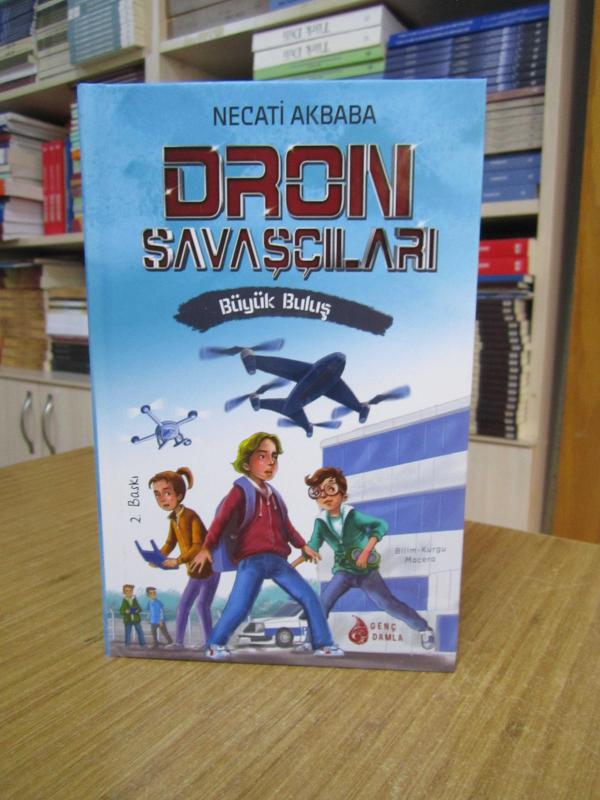 NECATİ AKBABA
DRON
SAVAŞÇILARI
Büyük Buluş
2. Baskı
Bilim-Kurgu
Macera
GENÇ
DAMLA